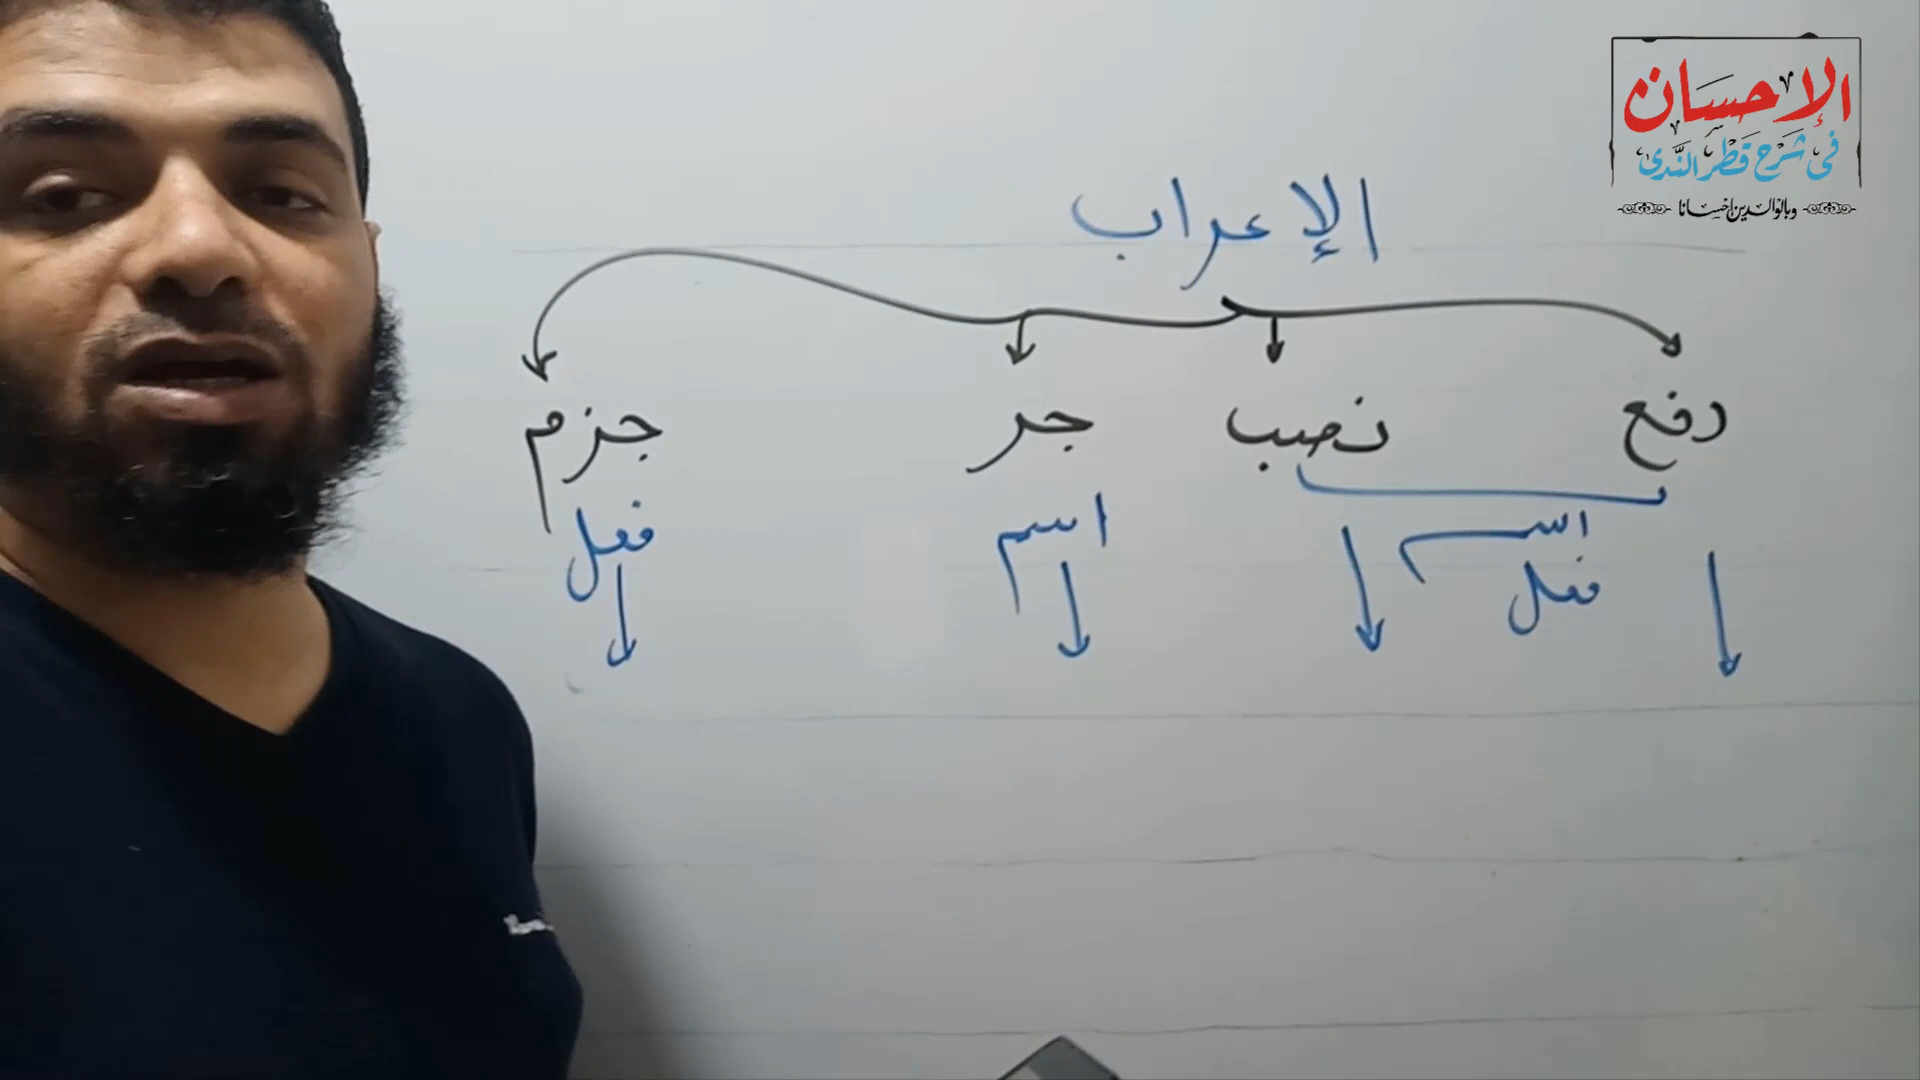 الإحسان
في شرح قطر الندى
وبالوالدين إحسانا
الإعراب
رفع نصب جر جزم
اسم اسم فعل
فعل